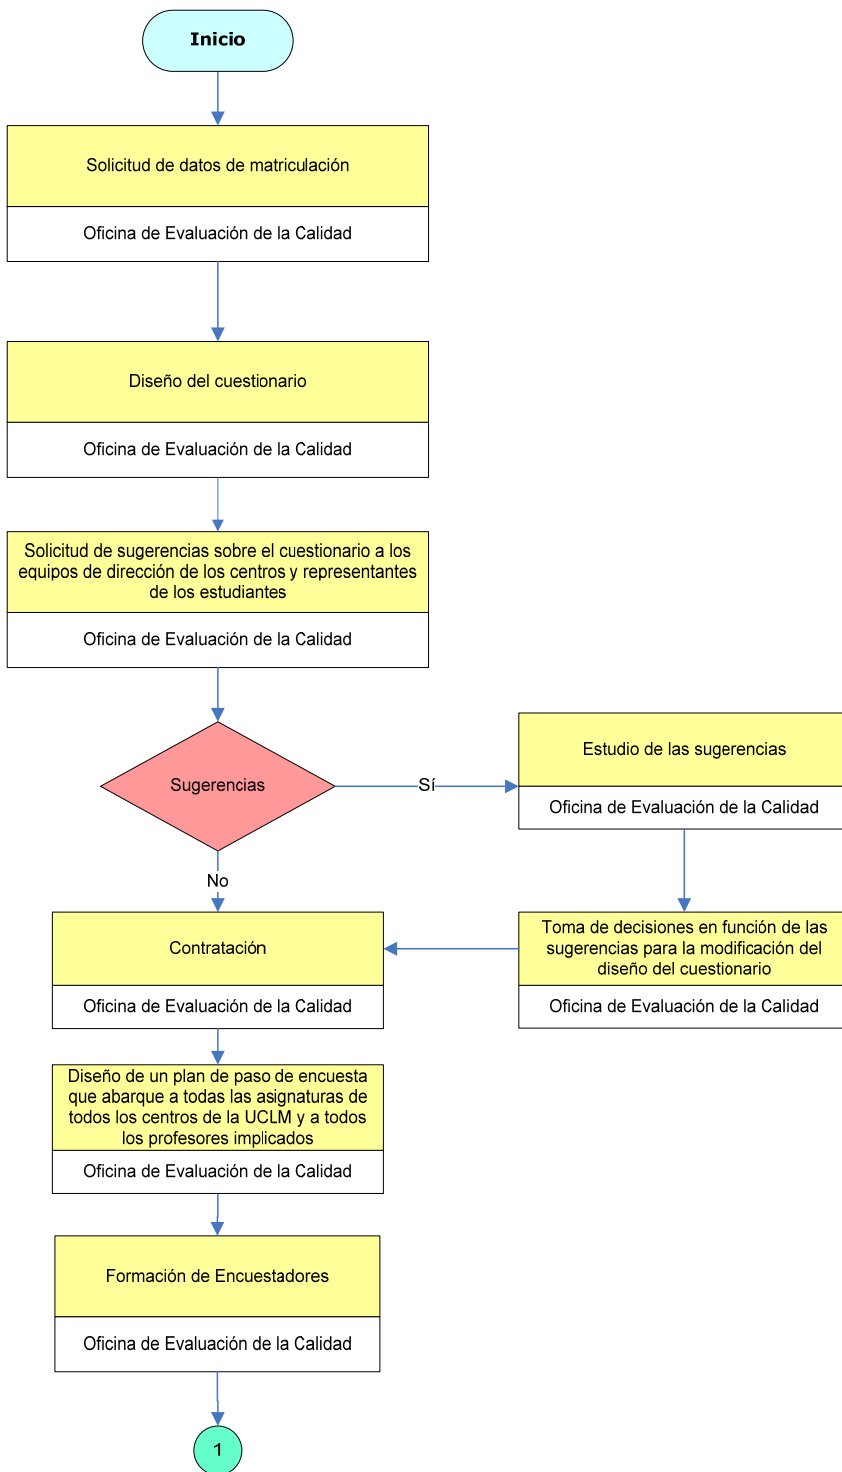 Inicio
Solicitud de datos de matriculación
Oficina de Evaluación de la Calidad
Diseño del cuestionario
Oficina de Evaluación de la Calidad
Solicitud de sugerencias sobre el cuestionario a los
equipos de dirección de los centros y representantes
de los estudiantes
Oficina de Evaluación de la Calidad
Sugerencias
Sí
Estudio de las sugerencias
Oficina de Evaluación de la Calidad
No
Toma de decisiones en función de las
sugerencias para la modificación del
diseño del cuestionario
Oficina de Evaluación de la Calidad
Contratación
Oficina de Evaluación de la Calidad
Diseño de un plan de paso de encuesta
que abarque a todas las asignaturas de
todos los centros de la UCLM y a todos
los profesores implicados
Oficina de Evaluación de la Calidad
Formación de Encuestadores
Oficina de Evaluación de la Calidad
1